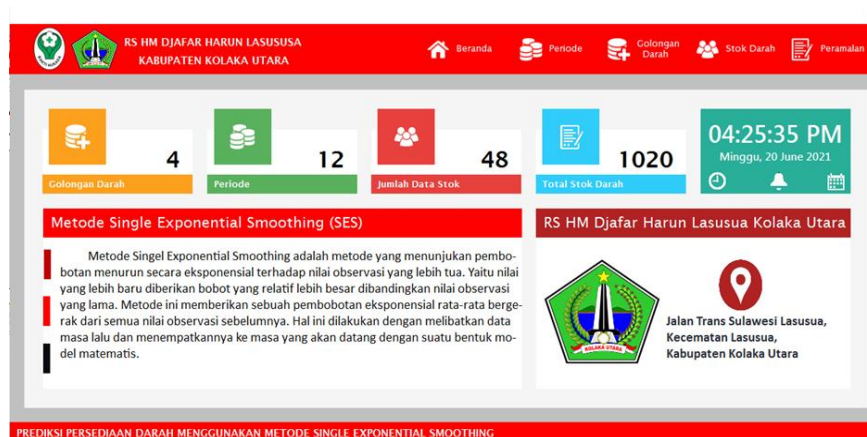 RS HM DJAFAR HARUN LASUSUSA
KABUPATEN KOLAKA UTARA
Beranda
Periode
Golongan
Darah
Stok Darah
Peramalan
4
Golongan Darah
12
Periode
48
Jumlah Data Stok
1020
Total Stok Darah
04:25:35 PM
Minggu, 20 June 2021
Metode Single Exponential Smoothing (SES)
Metode Singel Exponential Smoothing adalah metode yang menunjukan pembo-
botan menurun secara eksponensial terhadap nilai observasi yang lebih tua. Yaitu nilai
yang lebih baru diberikan bobot yang relatif lebih besar dibandingkan nilai observasi
yang lama. Metode ini memberikan sebuah pembobotan eksponensial rata-rata berge-
rak dari semua nilai observasi sebelumnya. Hal ini dilakukan dengan melibatkan data
masa lalu dan menempatkannya ke masa yang akan datang dengan suatu bentuk mo-
del matematis.
RS HM Djafar Harun Lasusua Kolaka Utara
KOLAKA UTARA
Jalan Trans Sulawesi Lasusua,
Kecematan Lasusua,
Kabupaten Kolaka Utara
PREDIKSI PERSEDIAAN DARAH MENGGUNAKAN METODE SINGLE EXPONENTIAL SMOOTHING